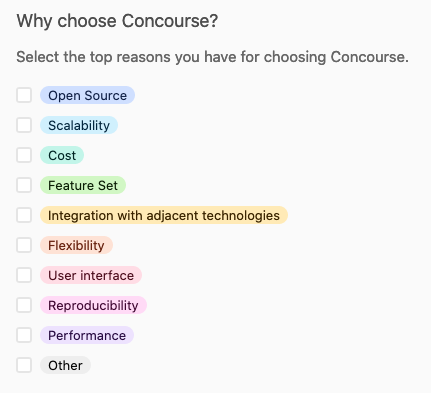 Why choose Concourse?
Select the top reasons you have for choosing Concourse.
Open Source
Scalability
Cost
Feature Set
Integration with adjacent technologies
Flexibility
User interface
Reproducibility
Performance
Other